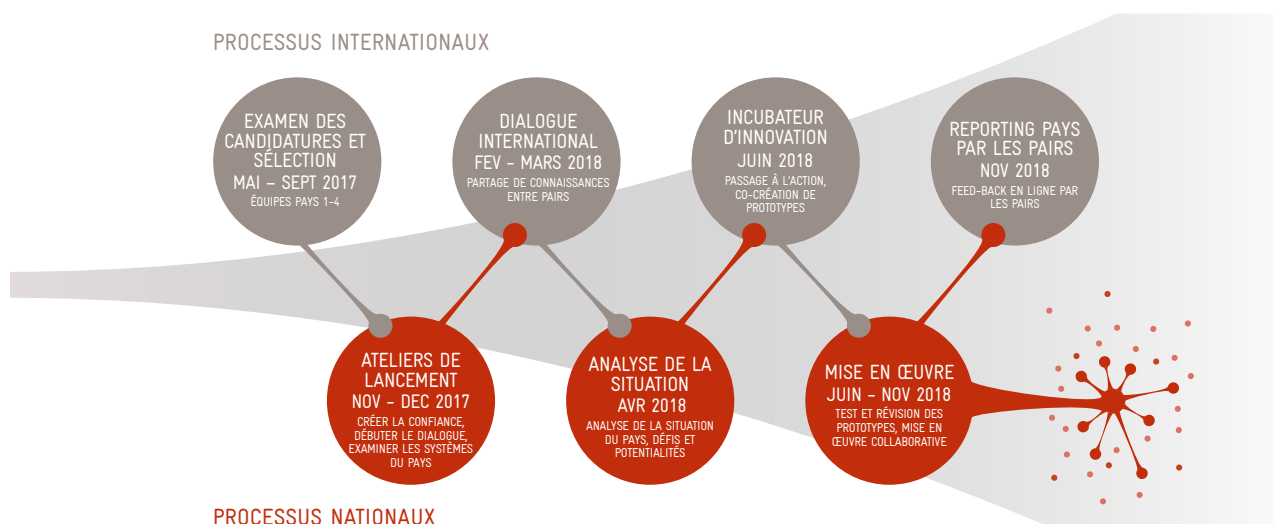 PROCESSUS INTERNATIONAUX
EXAMEN DES
CANDIDATURES ET
SÉLECTION
MAI – SEPT 2017
ÉQUIPES PAYS 1-4
DIALOGUE
INTERNATIONAL
FEV – MARS 2018
PARTAGE DE CONNAISSANCES
ENTRE PAIRS
INCUBATEUR
D'INNOVATION
JUIN 2018
PASSAGE À L'ACTION,
CO-CRÉATION DE
PROTOTYPES
REPORTING PAYS
PAR LES PAIRS
NOV 2018
FEED-BACK EN LIGNE PAR
LES PAIRS
ATELIERS DE
LANCEMENT
NOV – DEC 2017
CRÉER LA CONFIANCE,
DÉBUTER LE DIALOGUE,
EXAMINER LES SYSTÈMES
DU PAYS
ANALYSE DE LA
SITUATION
AVR 2018
ANALYSE DE LA SITUATION
DU PAYS, DÉFIS ET
POTENTIALITÉS
MISE EN ŒUVRE
JUIN - NOV 2018
TEST ET RÉVISION DES
PROTOTYPES, MISE EN
ŒUVRE COLLABORATIVE
PROCESSUS NATIONAUX